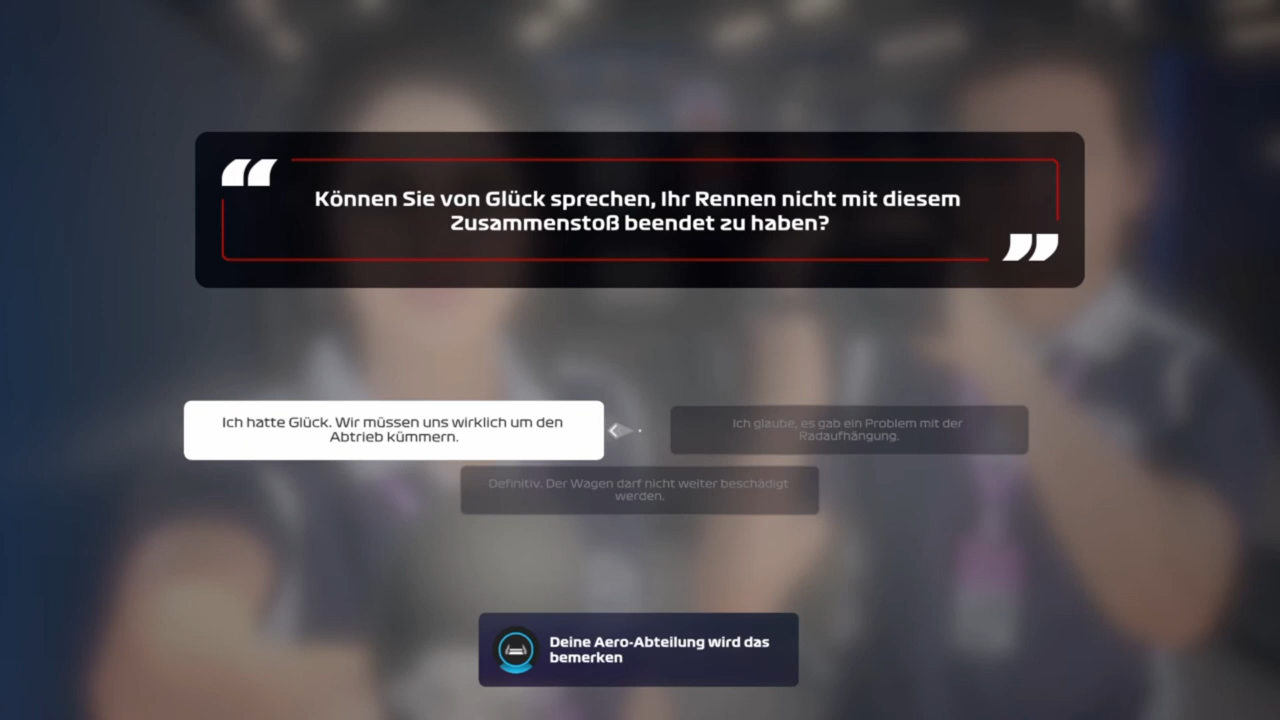 Können Sie von Glück sprechen, Ihr Rennen nicht mit diesem
Zusammenstoß beendet zu haben?
Ich hatte Glück. Wir müssen uns wirklich um den
Abtrieb kümmern.
Ich glaube, es gab ein Problem mit der
Radaufhängung.
Definitiv. Der Wagen darf nicht weiter beschädigt
werden.
Deine Aero-Abteilung wird das
bemerken